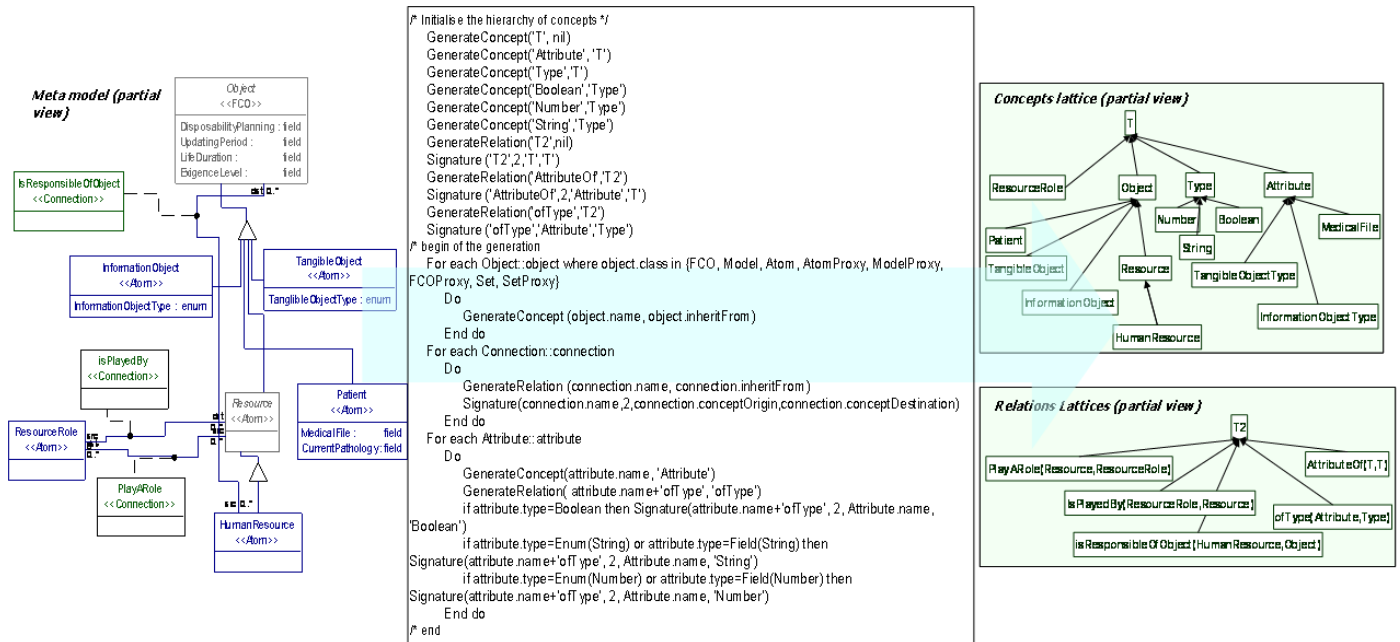 Meta model (partial
view)
Object
<<FCO>>
DisposabilityPlanning : field
UpdatingPeriod : field
LifeDuration : field
ExigenceLevel : field
dst 0..*
IsResponsibleOfObject
<<Connection>>
InformationObject
<<Atom>>
InformationObjectType : enum
TangibleObject
<<Atom>>
TanglibleObjectType : enum
isPlayedBy
<<Connection>>
Resource
<<Atom>>
Patient
<<Atom>>
MedicalFile : field
CurrentPathology : field
ResourceRole
<<Atom>>
PlayARole
<<Connection>>
src 0..*
HumanResource
<<Atom>>
/* Initialise the hierarchy of concepts */
GenerateConcept('T', nil)
GenerateConcept('Attribute', 'T')
GenerateConcept('Type','T')
GenerateConcept('Boolean','Type')
GenerateConcept('Number','Type')
GenerateConcept('String','Type')
GenerateRelation('T2',nil)
Signature ('T2',2,'T','T')
GenerateRelation('AttributeOf','T2')
Signature ('AttributeOf',2,'Attribute','T')
GenerateRelation('ofType','T2')
Signature ('ofType','Attribute','Type')
/* begin of the generation
For each Object::object where object.class in {FCO, Model, Atom, AtomProxy, ModelProxy,
FCOProxy, Set, SetProxy}
Do
GenerateConcept (object.name, object.inheritFrom)
End do
For each Connection::connection
Do
GenerateRelation (connection.name, connection.inheritFrom)
Signature(connection.name,2,connection.conceptOrigin,connection.conceptDestination)
End do
For each Attribute::attribute
Do
GenerateConcept(attribute.name, 'Attribute')
GenerateRelation( attribute.name+'ofType', 'ofType')
if attribute.type=Boolean then Signature(attribute.name+'ofType', 2, Attribute.name,
'Boolean')
if attribute.type=Enum(String) or attribute.type=Field(String) then
Signature(attribute.name+'ofType', 2, Attribute.name, 'String')
if attribute.type=Enum(Number) or attribute.type=Field(Number) then
Signature(attribute.name+'ofType', 2, Attribute.name, 'Number')
End do
/* end
Concepts lattice (partial view)
T
ResourceRole
Object
Type
Attribute
Number
Boolean
MedicalFile
Patient
String
Tangible Object
Resource
TangibleObjectType
Information Object
InformationObjectType
HumanResource
Relations Lattices (partial view)
T2
PlayARole(Resource,ResourceRole)
AttributeOf(T,T)
IsPlayedBy(ResourceRole,Resource)
ofType(Attribute,Type)
isResponsibleOfObject(HumanResource,Object)